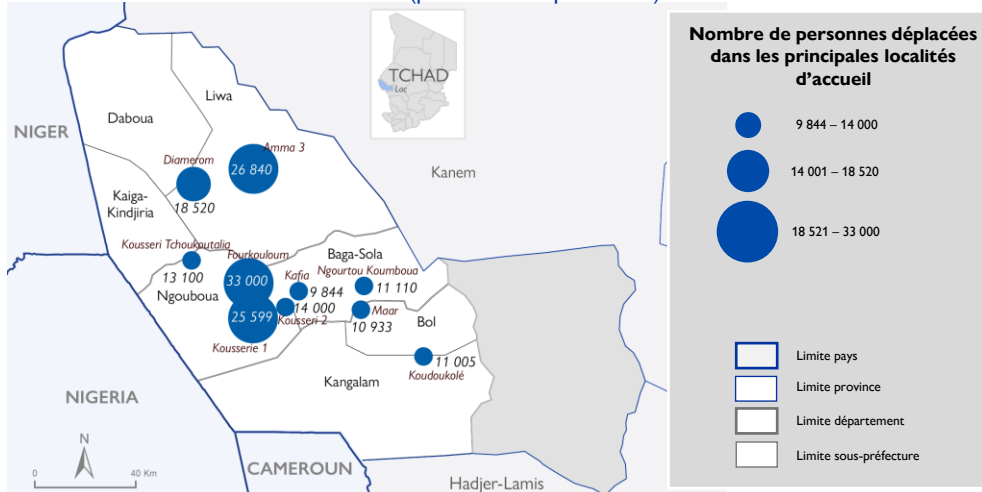 Nombre de personnes déplacées
dans les principales localités
d'accueil
9 844 – 14 000
14 001 – 18 520
18 521 – 33 000
Limite pays
Limite province
Limite département
Limite sous-préfecture
TCHAD
Lac
Liwa
Daboua
NIGER
Diamerom
Amma 3
26 840
18 520
Kanem
Kaiga-
Kindjiria
Kousseri Tchoukoutalia
13 100
Fourkouloum
33 000
Baga-Sola
Kafia
9 844
Ngourtou Koumboua
11 110
Ngouboua
14 000
Kousseri 2
25 599
Kousserie 1
Maar
10 933
Bol
11 005
Koudoukolé
Kangalam
NIGERIA
CAMEROUN
Hadjer-Lamis
N
0
40 Km